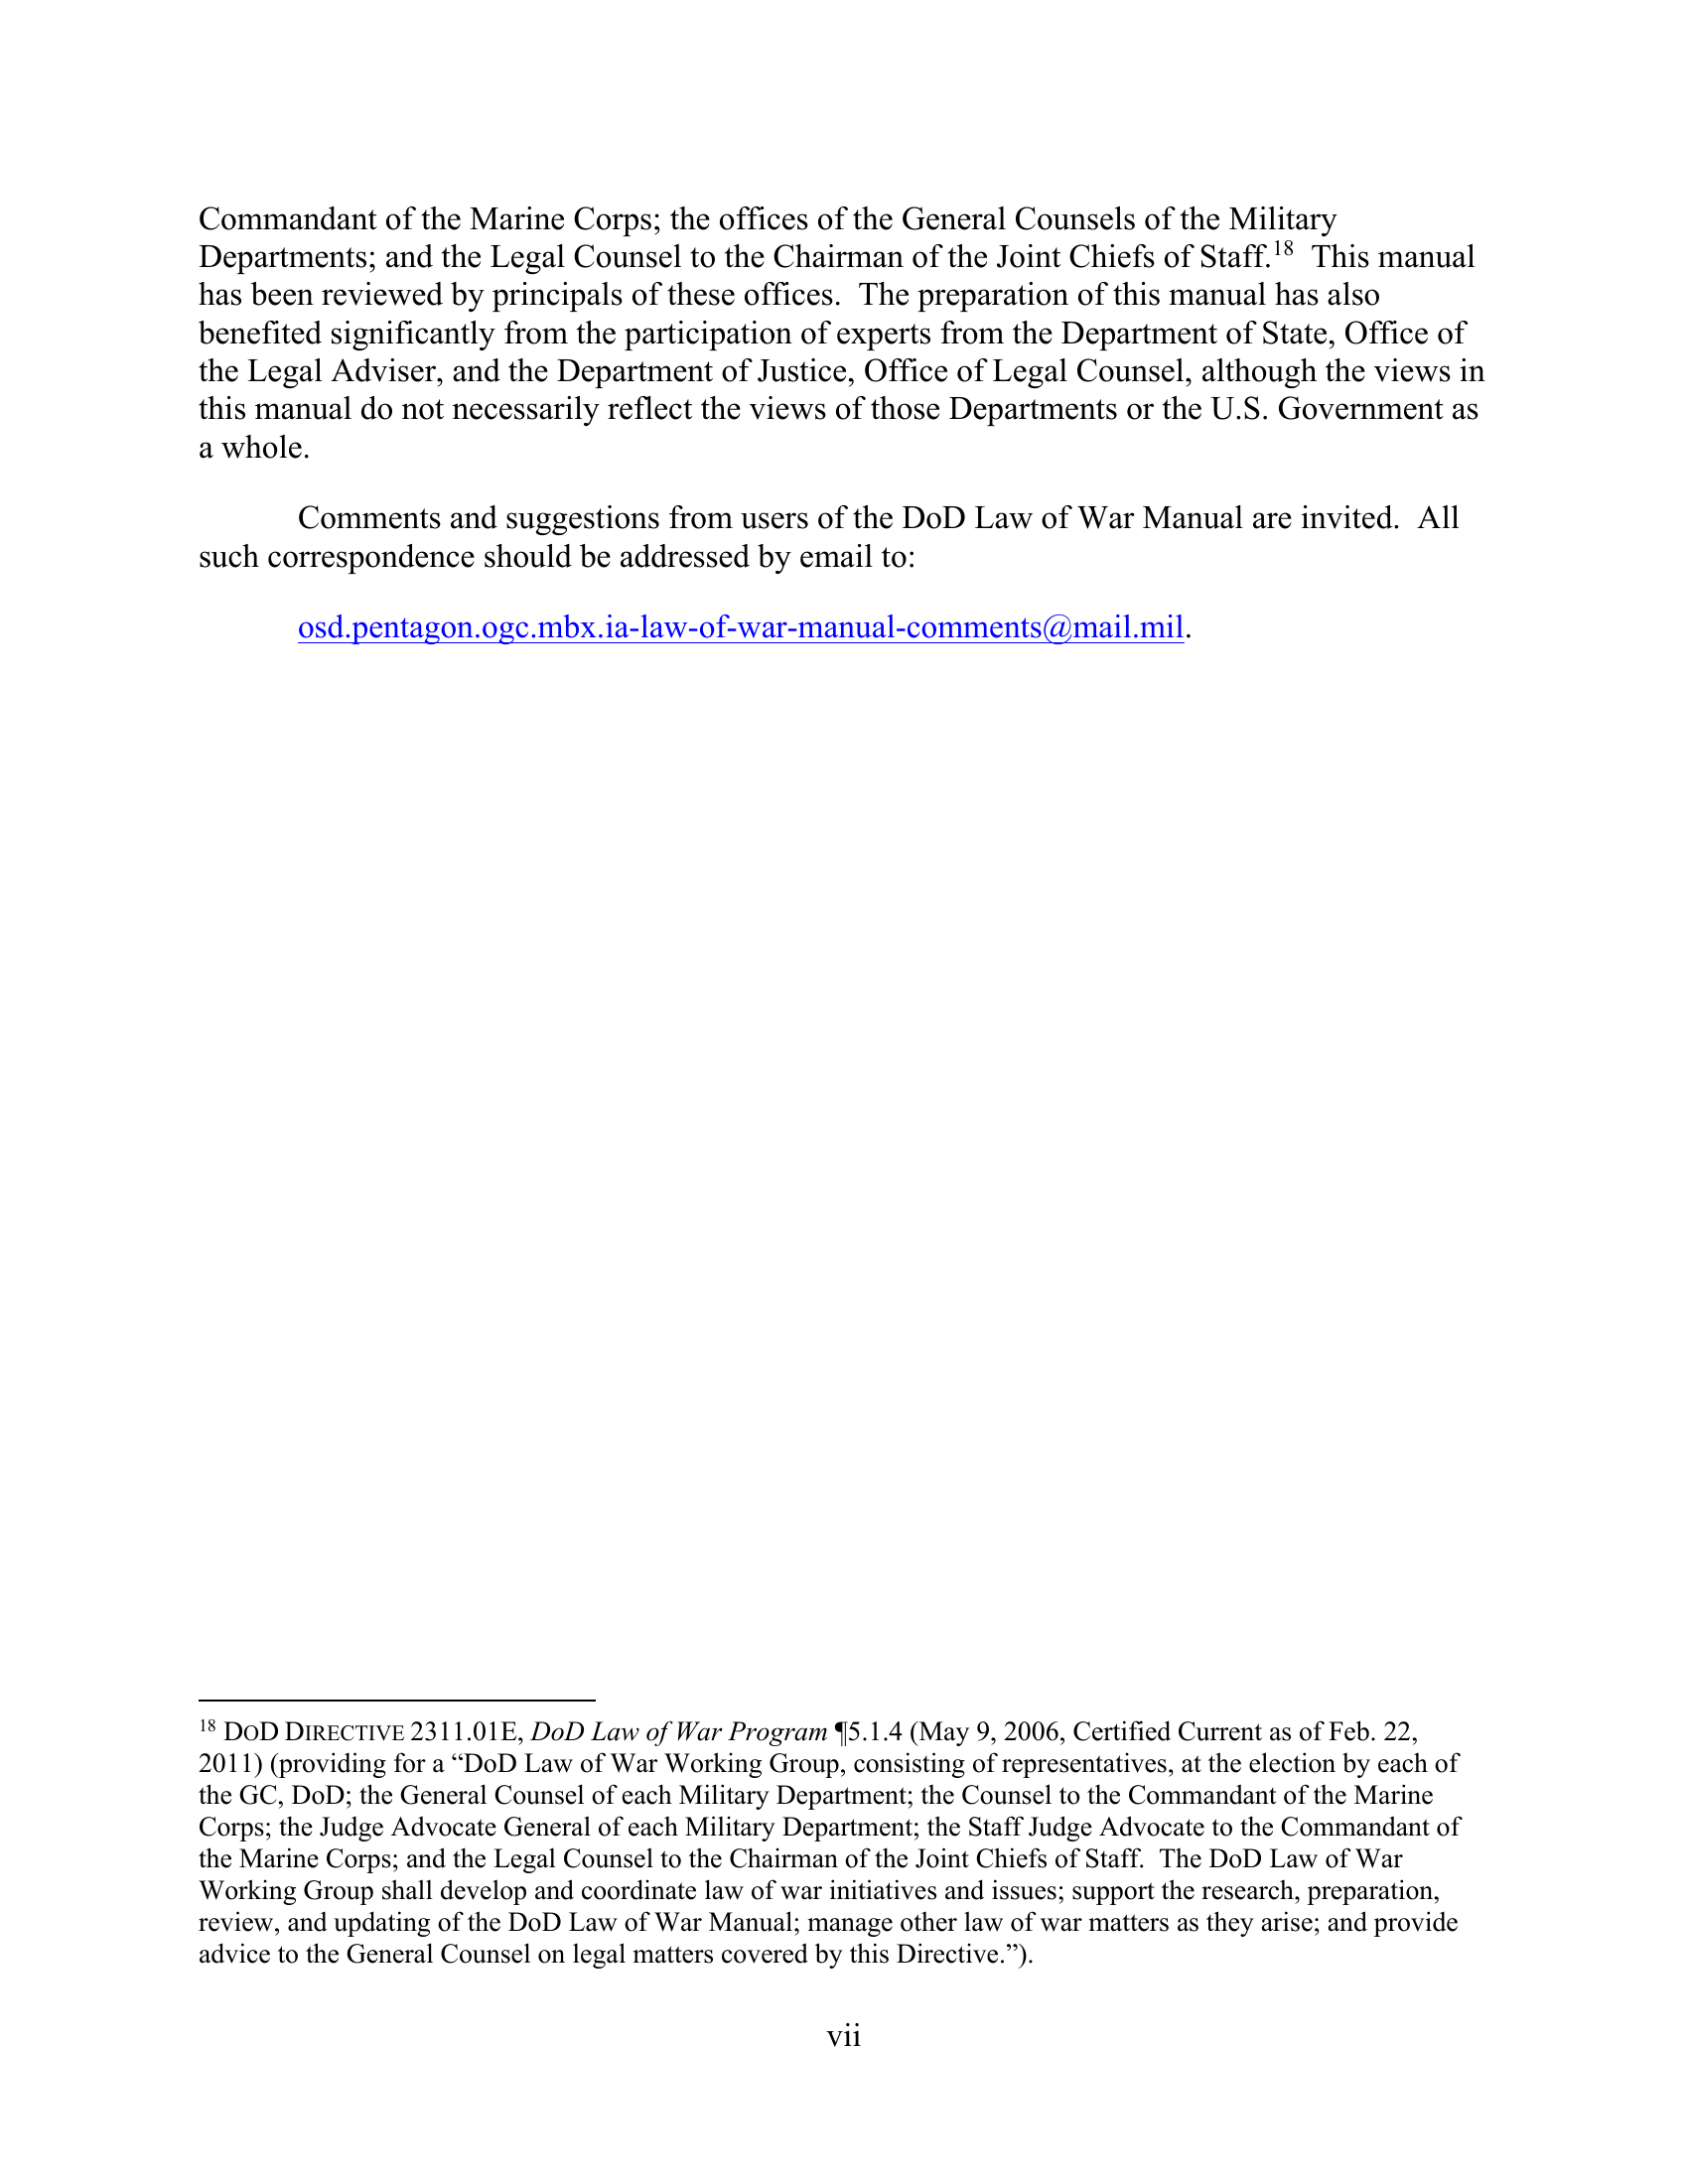 Commandant of the Marine Corps; the offices of the General Counsels of the Military
Departments; and the Legal Counsel to the Chairman of the Joint Chiefs of Staff.18  This manual
has been reviewed by principals of these offices.  The preparation of this manual has also
benefited significantly from the participation of experts from the Department of State, Office of
the Legal Adviser, and the Department of Justice, Office of Legal Counsel, although the views in
this manual do not necessarily reflect the views of those Departments or the U.S. Government as
a whole.
Comments and suggestions from users of the DoD Law of War Manual are invited.  All
such correspondence should be addressed by email to:
osd.pentagon.ogc.mbx.ia-law-of-war-manual-comments@mail.mil.
18 DOD DIRECTIVE 2311.01E, DoD Law of War Program ¶5.1.4 (May 9, 2006, Certified Current as of Feb. 22,
2011) (providing for a “DoD Law of War Working Group, consisting of representatives, at the election by each of
the GC, DoD; the General Counsel of each Military Department; the Counsel to the Commandant of the Marine
Corps; the Judge Advocate General of each Military Department; the Staff Judge Advocate to the Commandant of
the Marine Corps; and the Legal Counsel to the Chairman of the Joint Chiefs of Staff.  The DoD Law of War
Working Group shall develop and coordinate law of war initiatives and issues; support the research, preparation,
review, and updating of the DoD Law of War Manual; manage other law of war matters as they arise; and provide
advice to the General Counsel on legal matters covered by this Directive.”).
vii